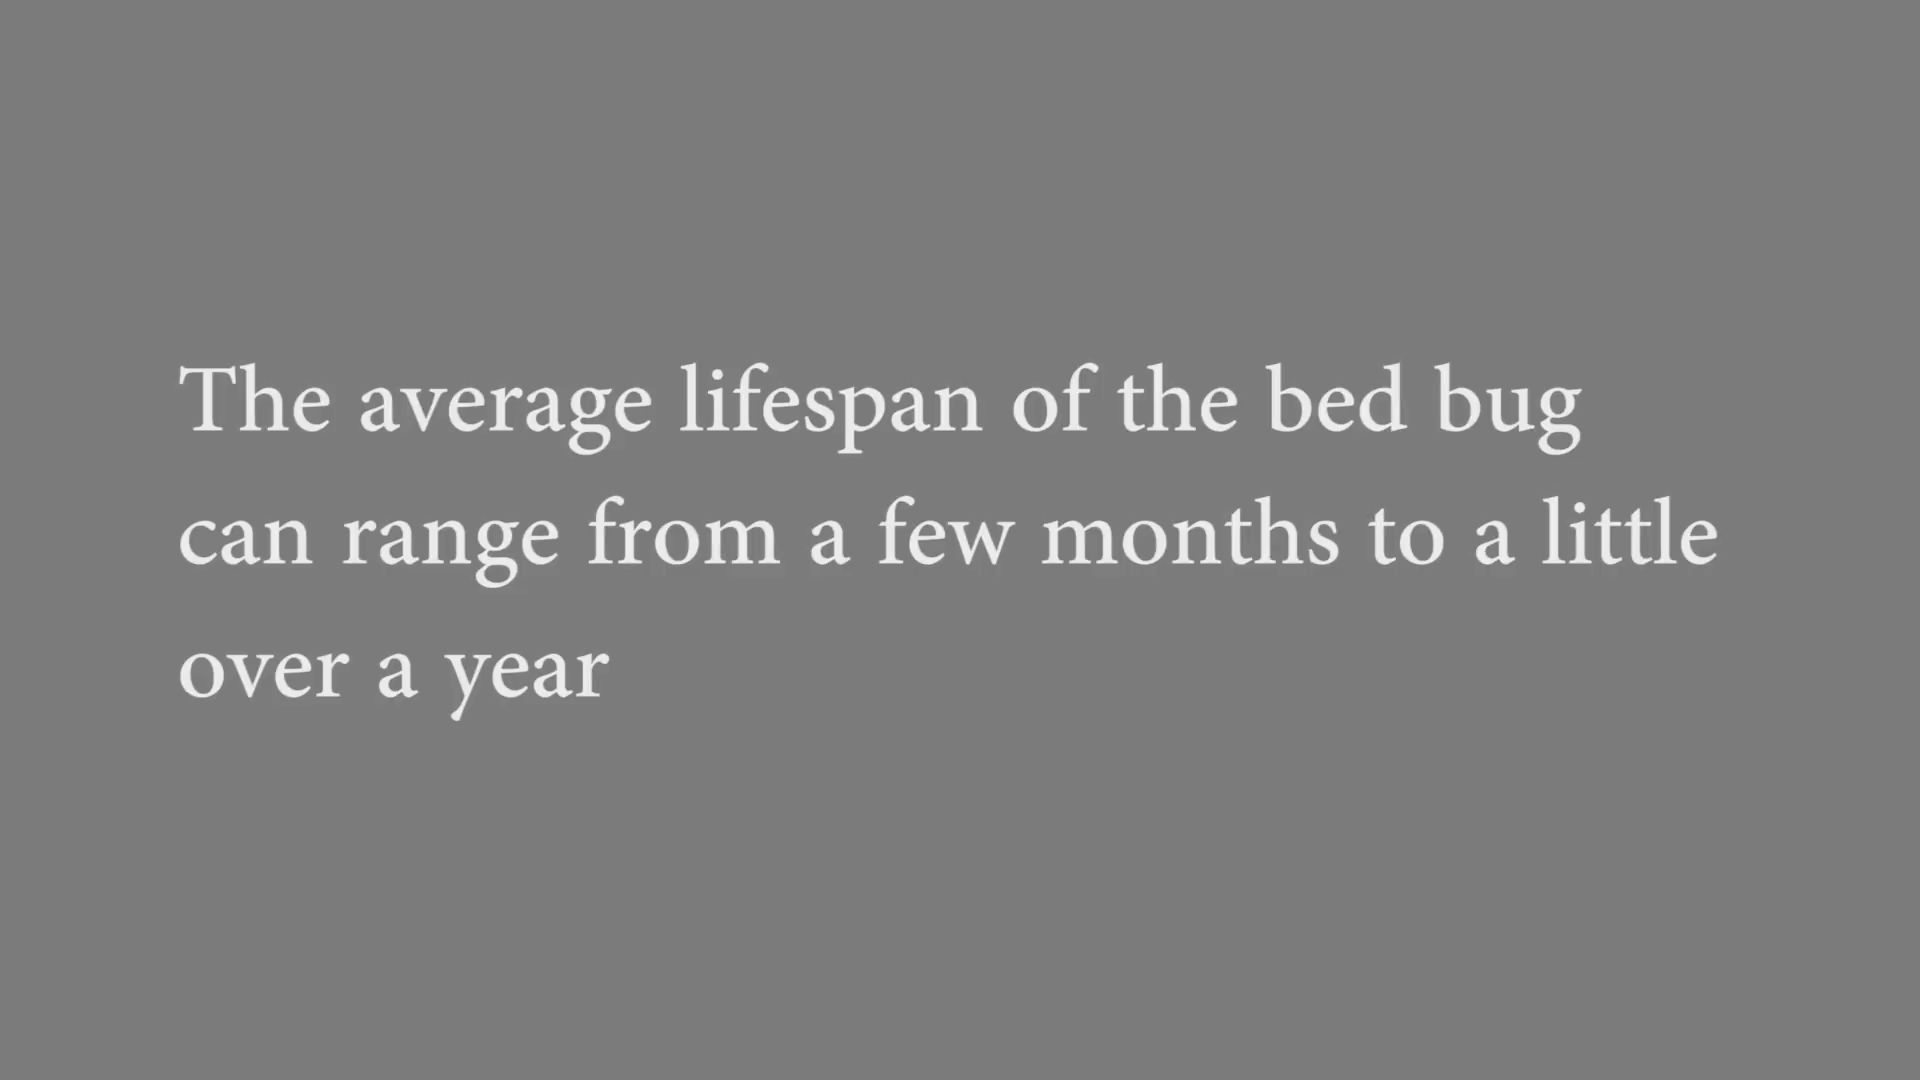 The average lifespan of the bed bug
can range from a few months to a little
over a year